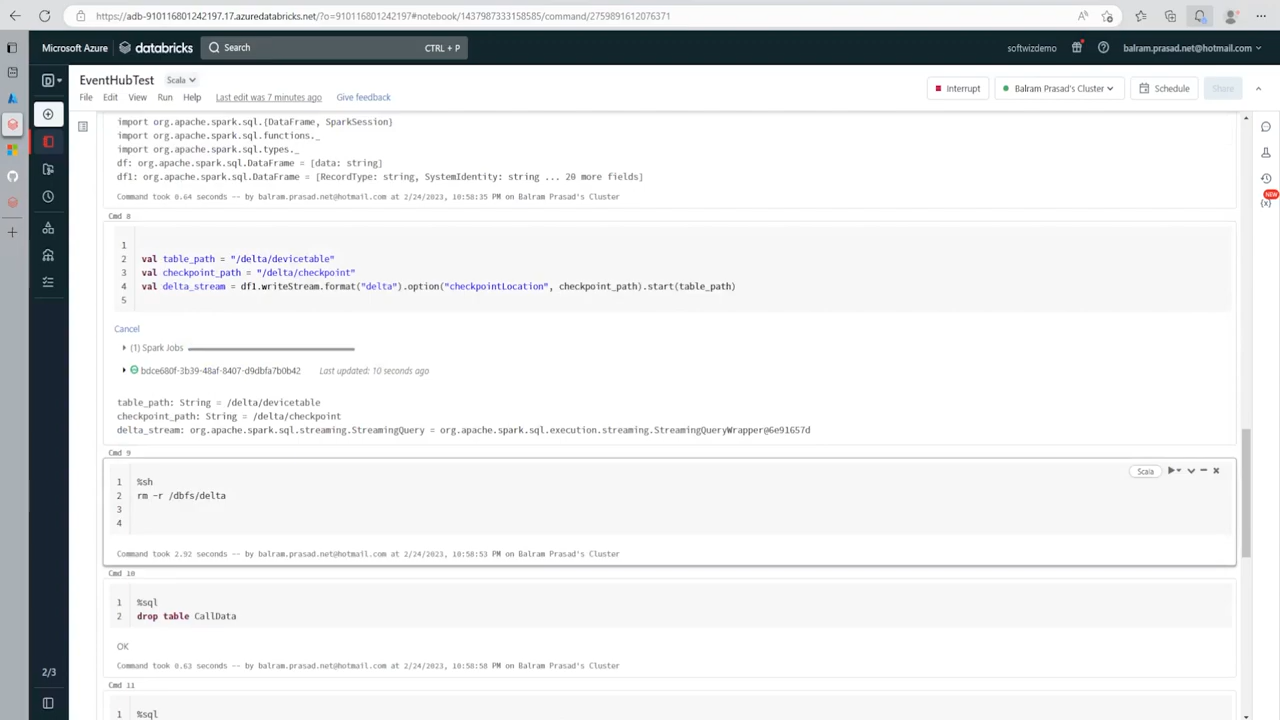 https://adb-910116801242197.17.azuredatabricks.net/?o=910116801242197#notebook/1437987333158585/command/2759891612076371
Microsoft Azure databricks Search CTRL + P softwizdemo balram.prasad.net@hotmail.com
EventHubTest Scala
File Edit View Run Help Last edit was 7 minutes ago Give feedback
Interrupt Balram Prasad's Cluster Schedule Share
import org.apache.spark.sql.{DataFrame, SparkSession}
import org.apache.spark.sql.functions._
import org.apache.spark.sql.types._
df: org.apache.spark.sql.DataFrame = [data: string]
df1: org.apache.spark.sql.DataFrame = [RecordType: string, SystemIdentity: string ... 20 more fields]
Command took 0.64 seconds -- by balram.prasad.net@hotmail.com at 2/24/2023, 10:58:35 PM on Balram Prasad's Cluster
NEW
Cmd 8
1
2 val table_path = "/delta/devicetable"
3 val checkpoint_path = "/delta/checkpoint"
4 val delta_stream = df1.writeStream.format("delta").option("checkpointLocation", checkpoint_path).start(table_path)
5
Cancel
(1) Spark Jobs
bdce680f-3b39-48af-8407-d9dbfa7b0b42 Last updated: 10 seconds ago
table_path: String = /delta/devicetable
checkpoint_path: String = /delta/checkpoint
delta_stream: org.apache.spark.sql.streaming.StreamingQuery = org.apache.spark.sql.execution.streaming.StreamingQueryWrapper@6e91657d
Cmd 9
Scala
1 %sh
2 rm -r /dbfs/delta
3
4
Command took 2.92 seconds -- by balram.prasad.net@hotmail.com at 2/24/2023, 10:58:53 PM on Balram Prasad's Cluster
Cmd 10
1 %sql
2 drop table CallData
OK
Command took 0.63 seconds -- by balram.prasad.net@hotmail.com at 2/24/2023, 10:58:58 PM on Balram Prasad's Cluster
2/3
Cmd 11
1 %sql